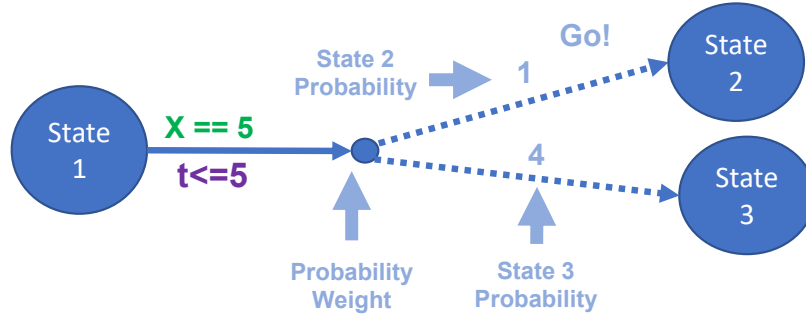 State
1
X == 5
t<=5
State 2
Probability
1
Go!
State
2
4
State
3
Probability
Weight
State 3
Probability